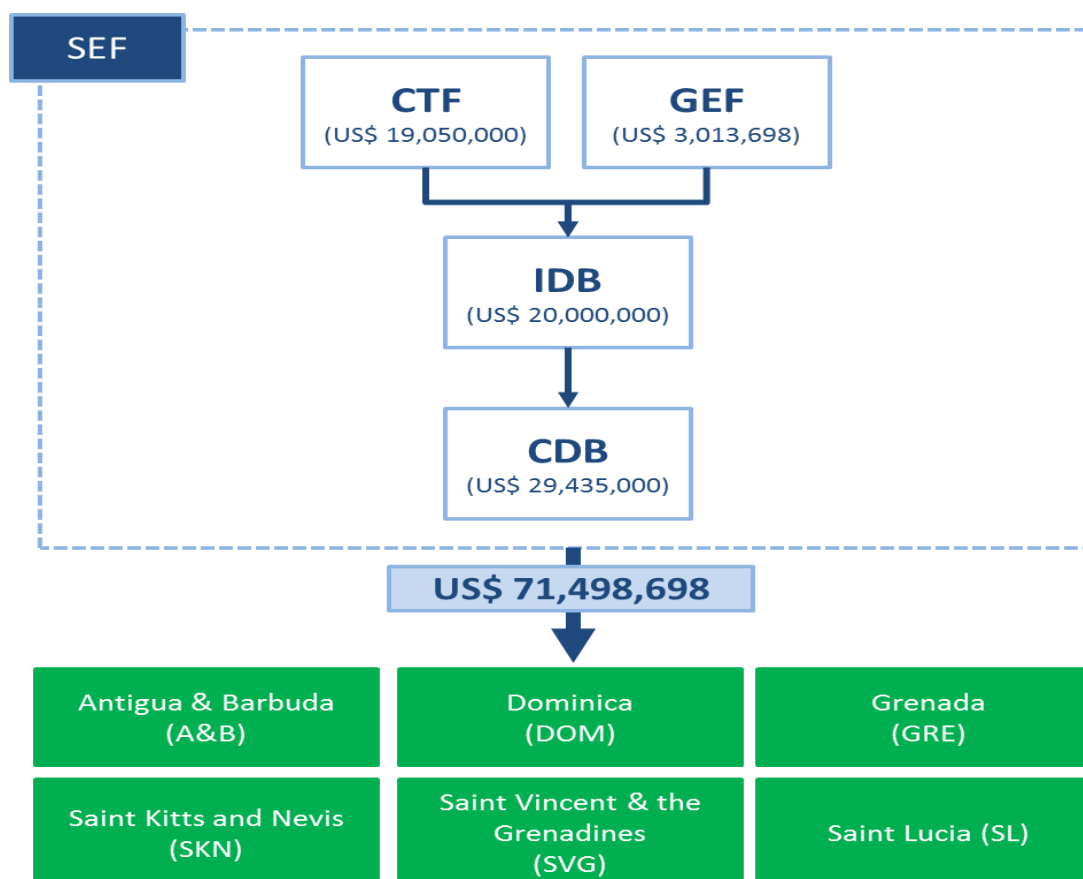 SEF
CTF
(US$ 19,050,000)
GEF
(US$ 3,013,698)
IDB
(US$ 20,000,000)
CDB
(US$ 29,435,000)
US$ 71,498,698
Antigua & Barbuda
(A&B)
Dominica
(DOM)
Grenada
(GRE)
Saint Kitts and Nevis
(SKN)
Saint Vincent & the
Grenadines
(SVG)
Saint Lucia (SL)